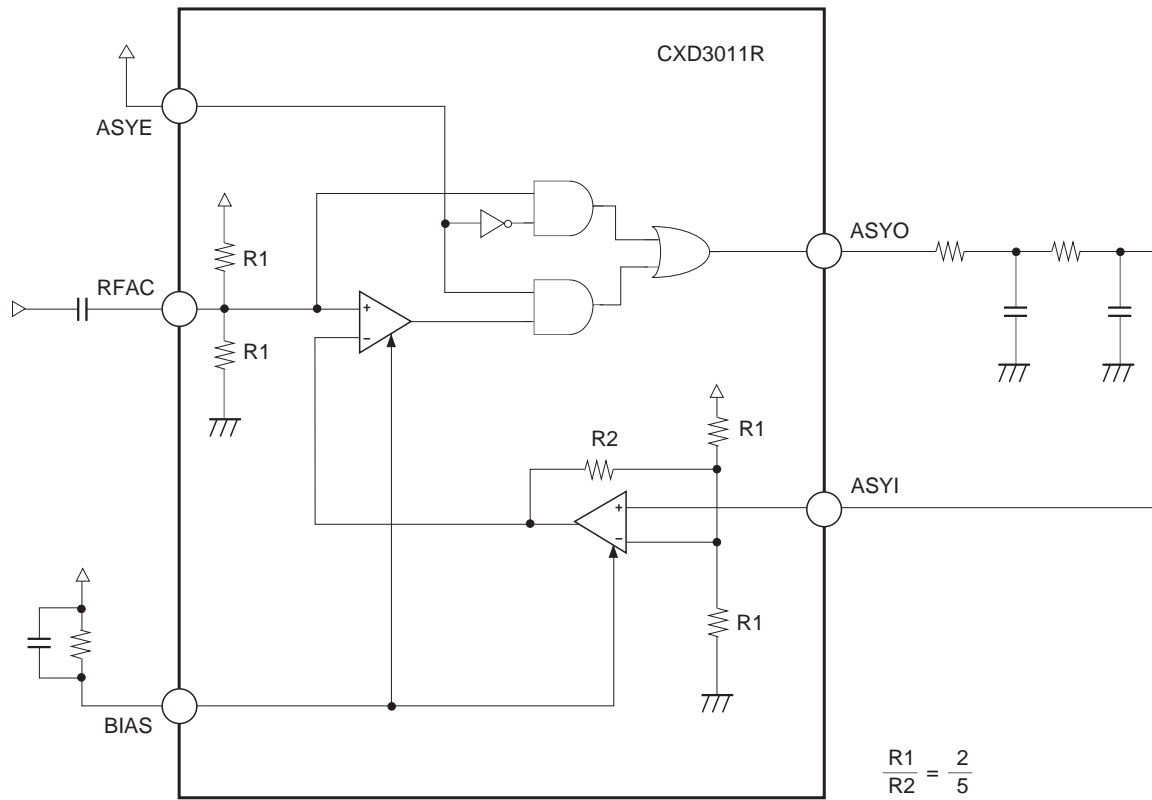 CXD3011R
ASYE
R1
ASYO
RFAC
+
−
R1
R1
R2
ASYI
+
−
R1
BIAS
R1/R2 = 2/5